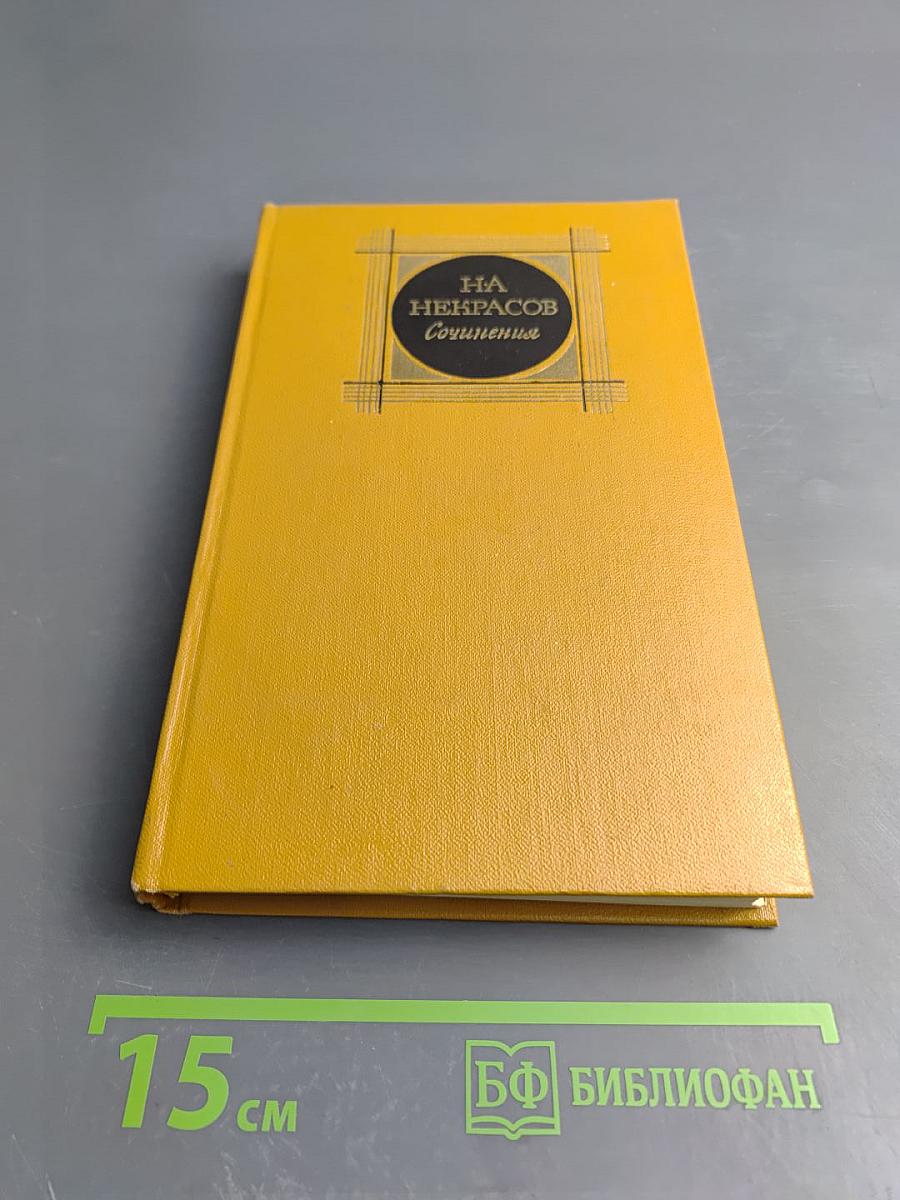 Н·А
НЕКРАСОВ
Сочинения
15 см
БФ БИБЛИОФАН